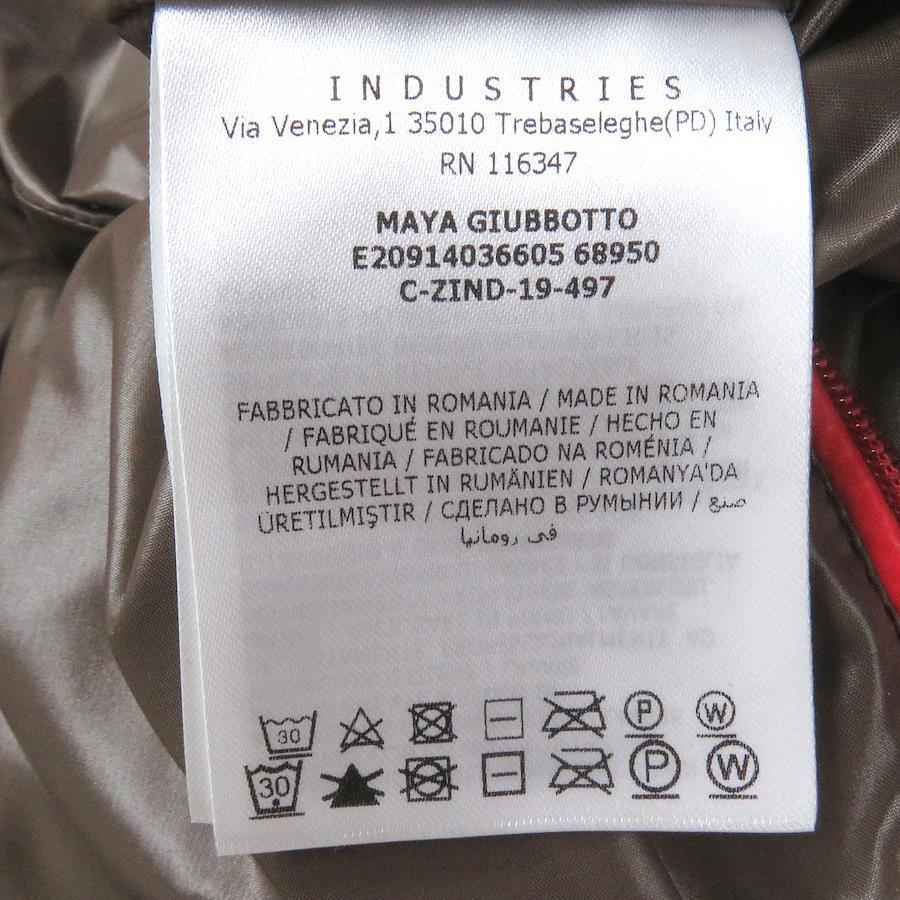 INDUSTRIES
Via Venezia,1 35010 Trebaseleghe(PD) Italy
RN 116347
MAYA GIUBBOTTO
E20914036605 68950
C-ZIND-19-497
FABBRICATO IN ROMANIA / MADE IN ROMANIA
/ FABRIQUÉ EN ROUMANIE / HECHO EN
RUMANIA / FABRICADO NA ROMÉNIA /
HERGESTELLT IN RUMÄNIEN / ROMANYA'DA
ÜRETILMIŞTIR / СДЕЛАНО В РУМЫНИИ / صنع
في رومانيا
30 P W
30 P W